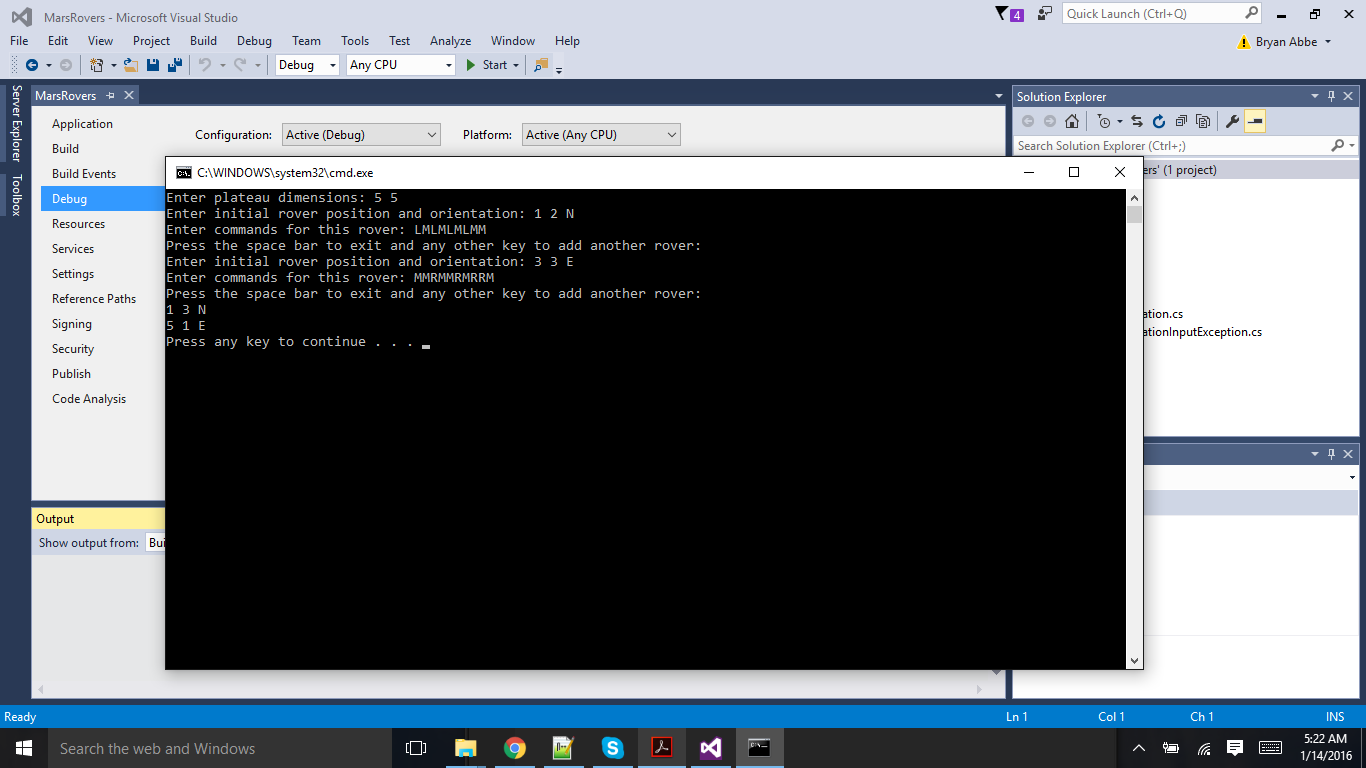 MarsRovers - Microsoft Visual Studio
4
Quick Launch (Ctrl+Q)
File Edit View Project Build Debug Team Tools Test Analyze Window Help
Bryan Abbe
Debug Any CPU Start
Server Explorer
Toolbox
MarsRovers
Solution Explorer
Application
Configuration: Active (Debug) Platform: Active (Any CPU)
Search Solution Explorer (Ctrl+;)
Build
Build Events
Debug
Resources
Services
Settings
Reference Paths
Signing
Security
Publish
Code Analysis
(1 project)
C:\WINDOWS\system32\cmd.exe
Enter plateau dimensions: 5 5
Enter initial rover position and orientation: 1 2 N
Enter commands for this rover: LMLMLMLMM
Press the space bar to exit and any other key to add another rover:
Enter initial rover position and orientation: 3 3 E
Enter commands for this rover: MMRMMRMRRM
Press the space bar to exit and any other key to add another rover:
1 3 N
5 1 E
Press any key to continue . . .
ation.cs
ationInputException.cs
Output
Show output from: Bui
Ready Ln 1 Col 1 Ch 1 INS
Search the web and Windows
5:22 AM
1/14/2016